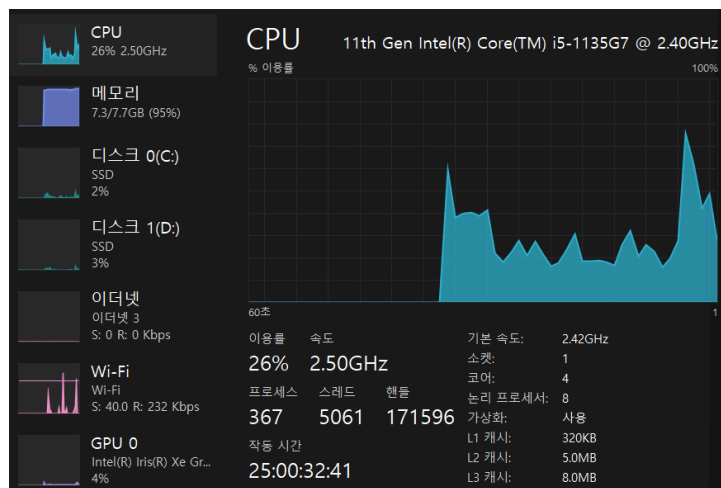 CPU
26% 2.50GHz
메모리
7.3/7.7GB (95%)
디스크 0(C:)
SSD
2%
디스크 1(D:)
SSD
3%
이더넷
이더넷 3
S: 0 R: 0 Kbps
Wi-Fi
Wi-Fi
S: 40.0 R: 232 Kbps
GPU 0
Intel(R) Iris(R) Xe Gr...
4%
CPU 11th Gen Intel(R) Core(TM) i5-1135G7 @ 2.40GHz
% 이용률 100%
60초 1
이용률 속도
26% 2.50GHz
프로세스 스레드 핸들
367 5061 171596
작동 시간
25:00:32:41
기본 속도: 2.42GHz
소켓: 1
코어: 4
논리 프로세서: 8
가상화: 사용
L1 캐시: 320KB
L2 캐시: 5.0MB
L3 캐시: 8.0MB